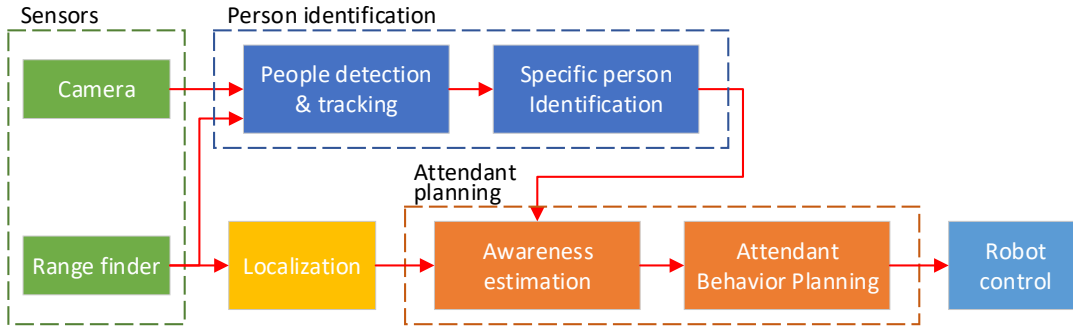 Sensors
Person identification
Camera
People detection
& tracking
Specific person
Identification
Attendant
planning
Range finder
Localization
Awareness
estimation
Attendant
Behavior Planning
Robot
control